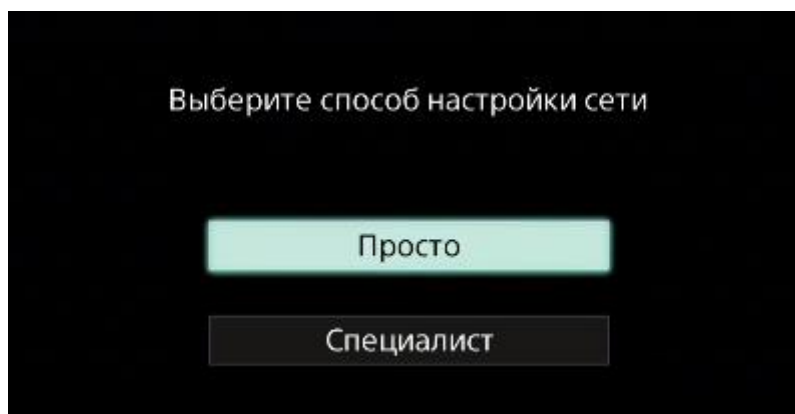 Выберите способ настройки сети
Просто
Специалист